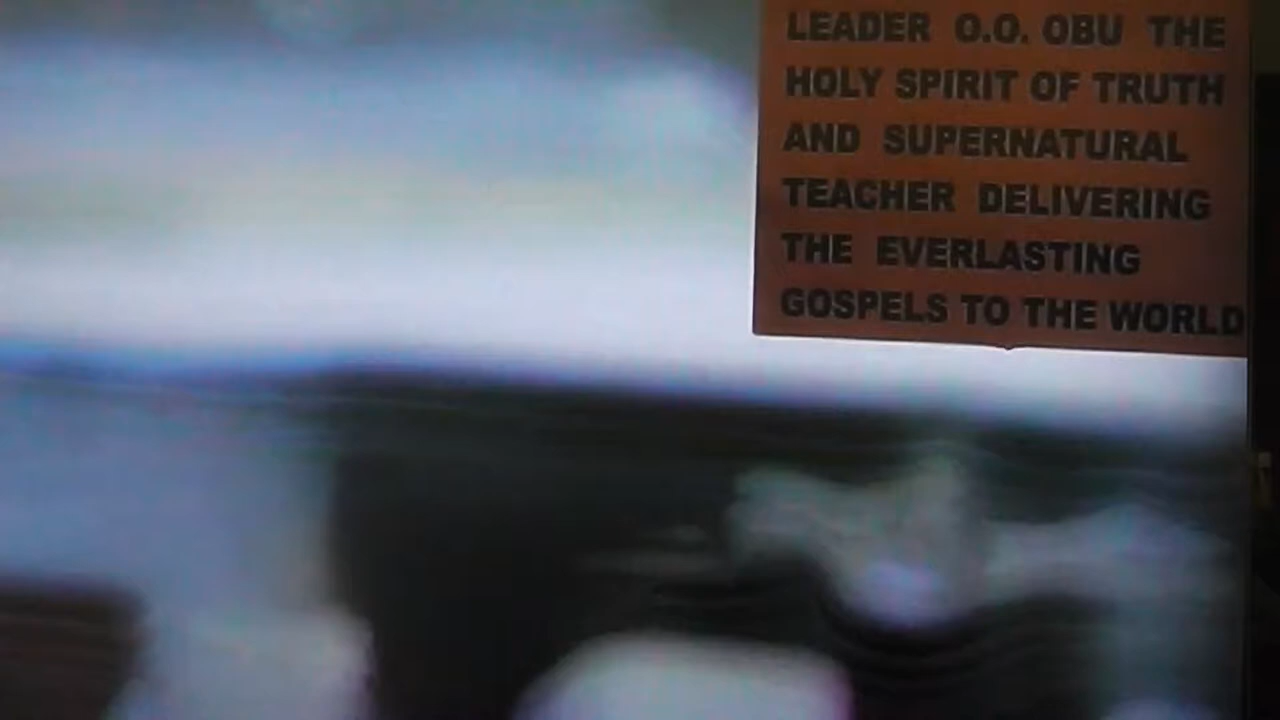 LEADER O.O. OBU THE
HOLY SPIRIT OF TRUTH
AND SUPERNATURAL
TEACHER DELIVERING
THE EVERLASTING
GOSPELS TO THE WORLD